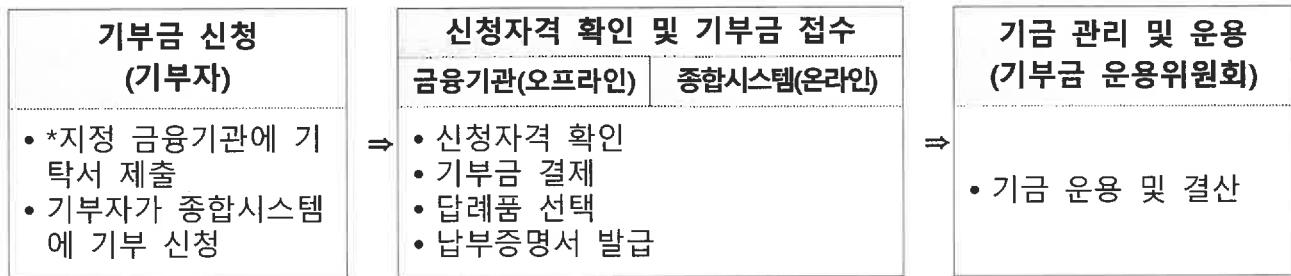 기부금 신청
(기부자)
• *지정 금융기관에 기
탁서 제출
• 기부자가 종합시스템
에 기부 신청
⇒
신청자격 확인 및 기부금 접수
금융기관(오프라인) 종합시스템(온라인)
• 신청자격 확인
• 기부금 결제
• 답례품 선택
• 납부증명서 발급
⇒
기금 관리 및 운용
(기부금 운용위원회)
• 기금 운용 및 결산